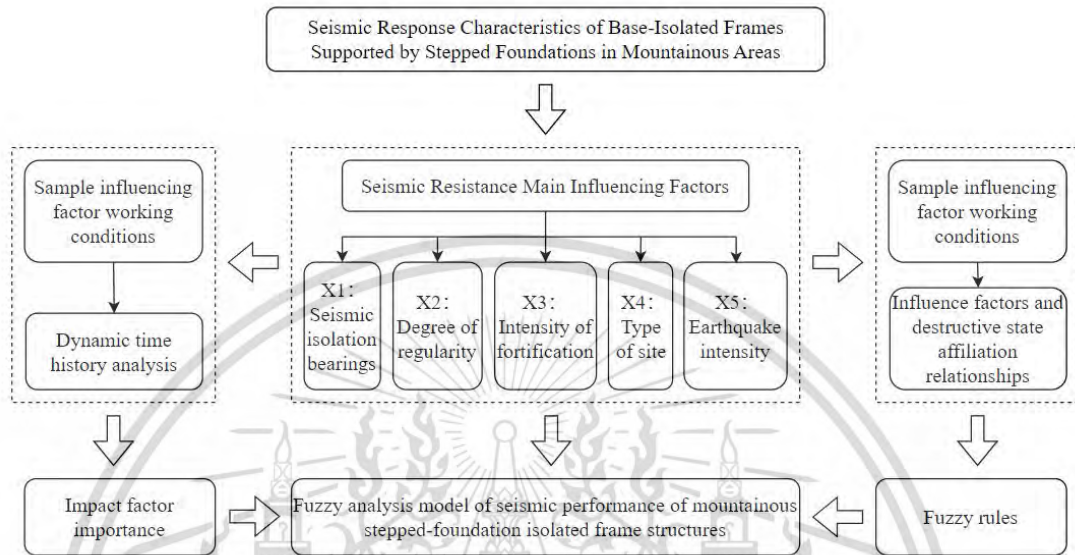 Seismic Response Characteristics of Base-Isolated Frames
Supported by Stepped Foundations in Mountainous Areas
Sample influencing
factor working
conditions
Dynamic time
history analysis
Seismic Resistance Main Influencing Factors
X1：
Seismic
isolation
bearings
X2：
Degree of
regularity
X3：
Intensity of
fortification
X4：
Type
of site
X5：
Earthquake
intensity
Sample influencing
factor working
conditions
Influence factors and
destructive state
affiliation
relationships
Impact factor
importance
Fuzzy analysis model of seismic performance of mountainous
stepped-foundation isolated frame structures
Fuzzy rules